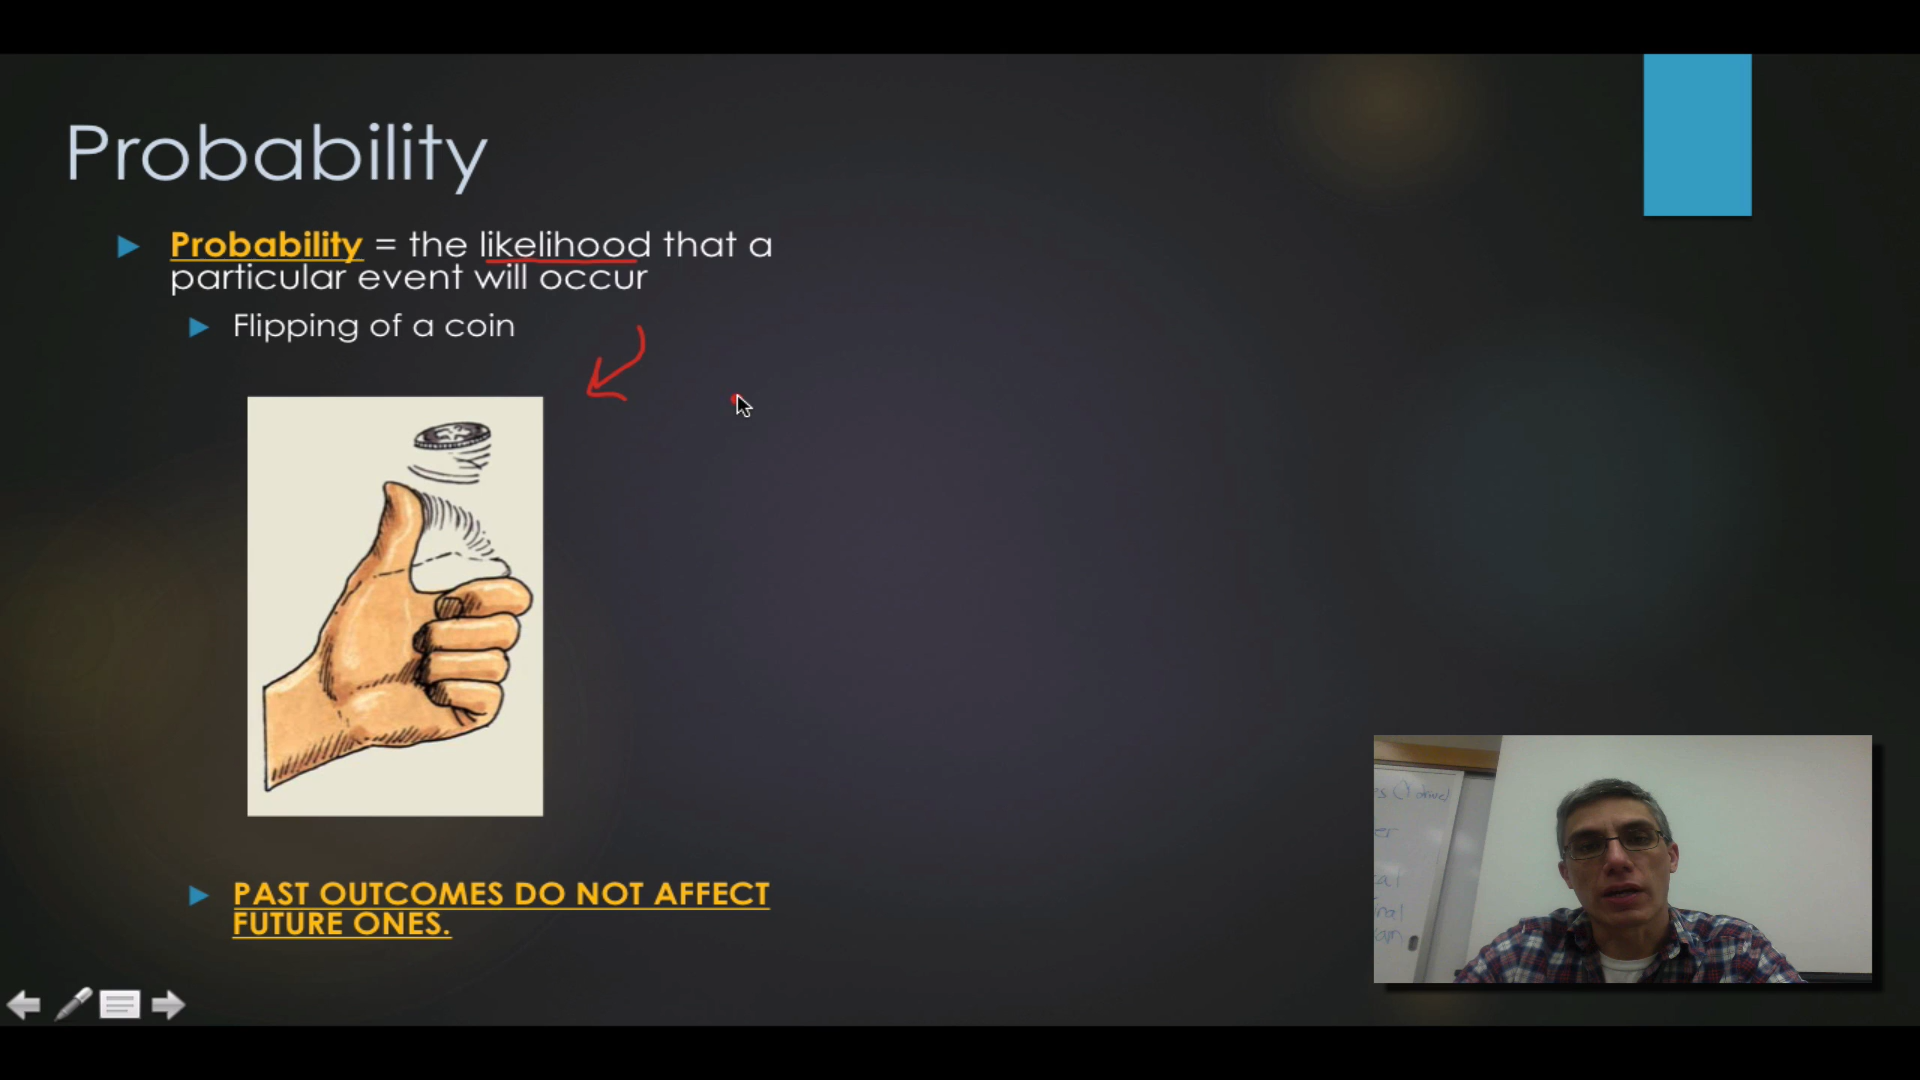 Probability
Probability = the likelihood that a
particular event will occur
Flipping of a coin
PAST OUTCOMES DO NOT AFFECT
FUTURE ONES.